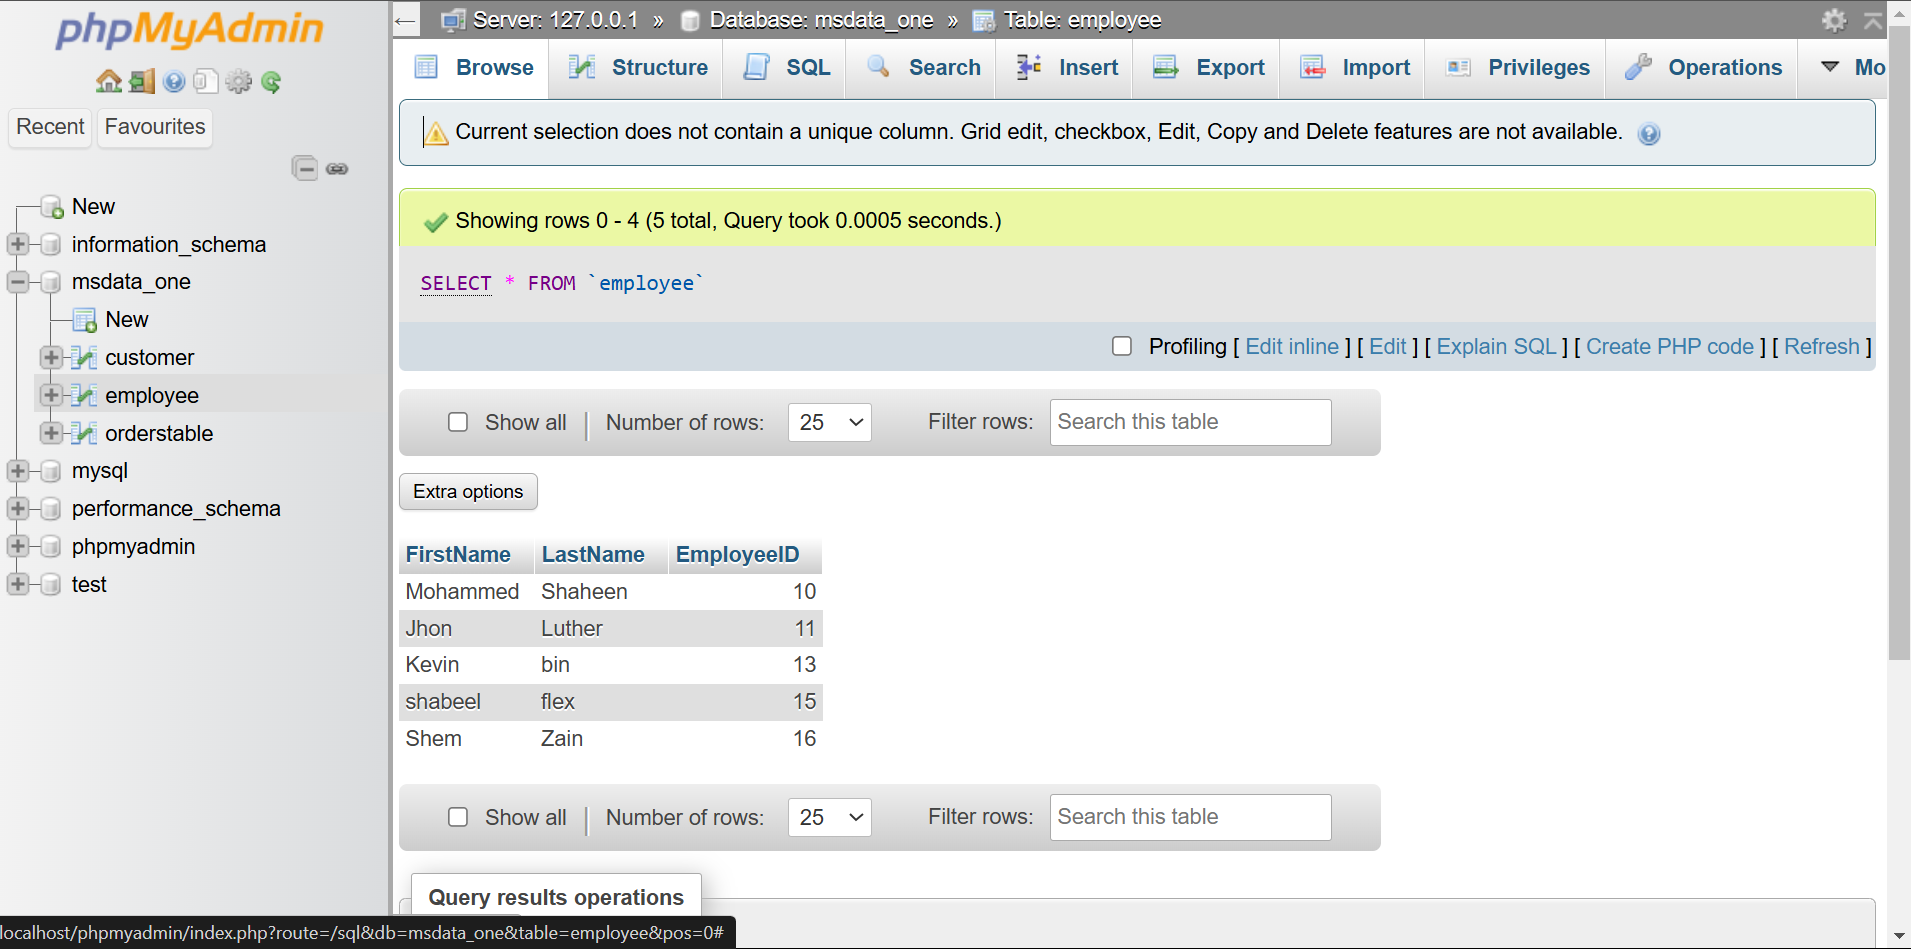 phpMyAdmin
Recent Favourites
New
information_schema
msdata_one
New
customer
employee
orderstable
mysql
performance_schema
phpmyadmin
test
← Server: 127.0.0.1 » Database: msdata_one » Table: employee
Browse Structure SQL Search Insert Export Import Privileges Operations Mo
Current selection does not contain a unique column. Grid edit, checkbox, Edit, Copy and Delete features are not available.
Showing rows 0 - 4 (5 total, Query took 0.0005 seconds.)
SELECT * FROM `employee`
Profiling [ Edit inline ] [ Edit ] [ Explain SQL ] [ Create PHP code ] [ Refresh ]
Show all | Number of rows: 25 Filter rows: Search this table
Extra options
FirstName LastName EmployeeID
Mohammed Shaheen 10
Jhon Luther 11
Kevin bin 13
shabeel flex 15
Shem Zain 16
Show all | Number of rows: 25 Filter rows: Search this table
Query results operations
localhost/phpmyadmin/index.php?route=/sql&db=msdata_one&table=employee&pos=0#